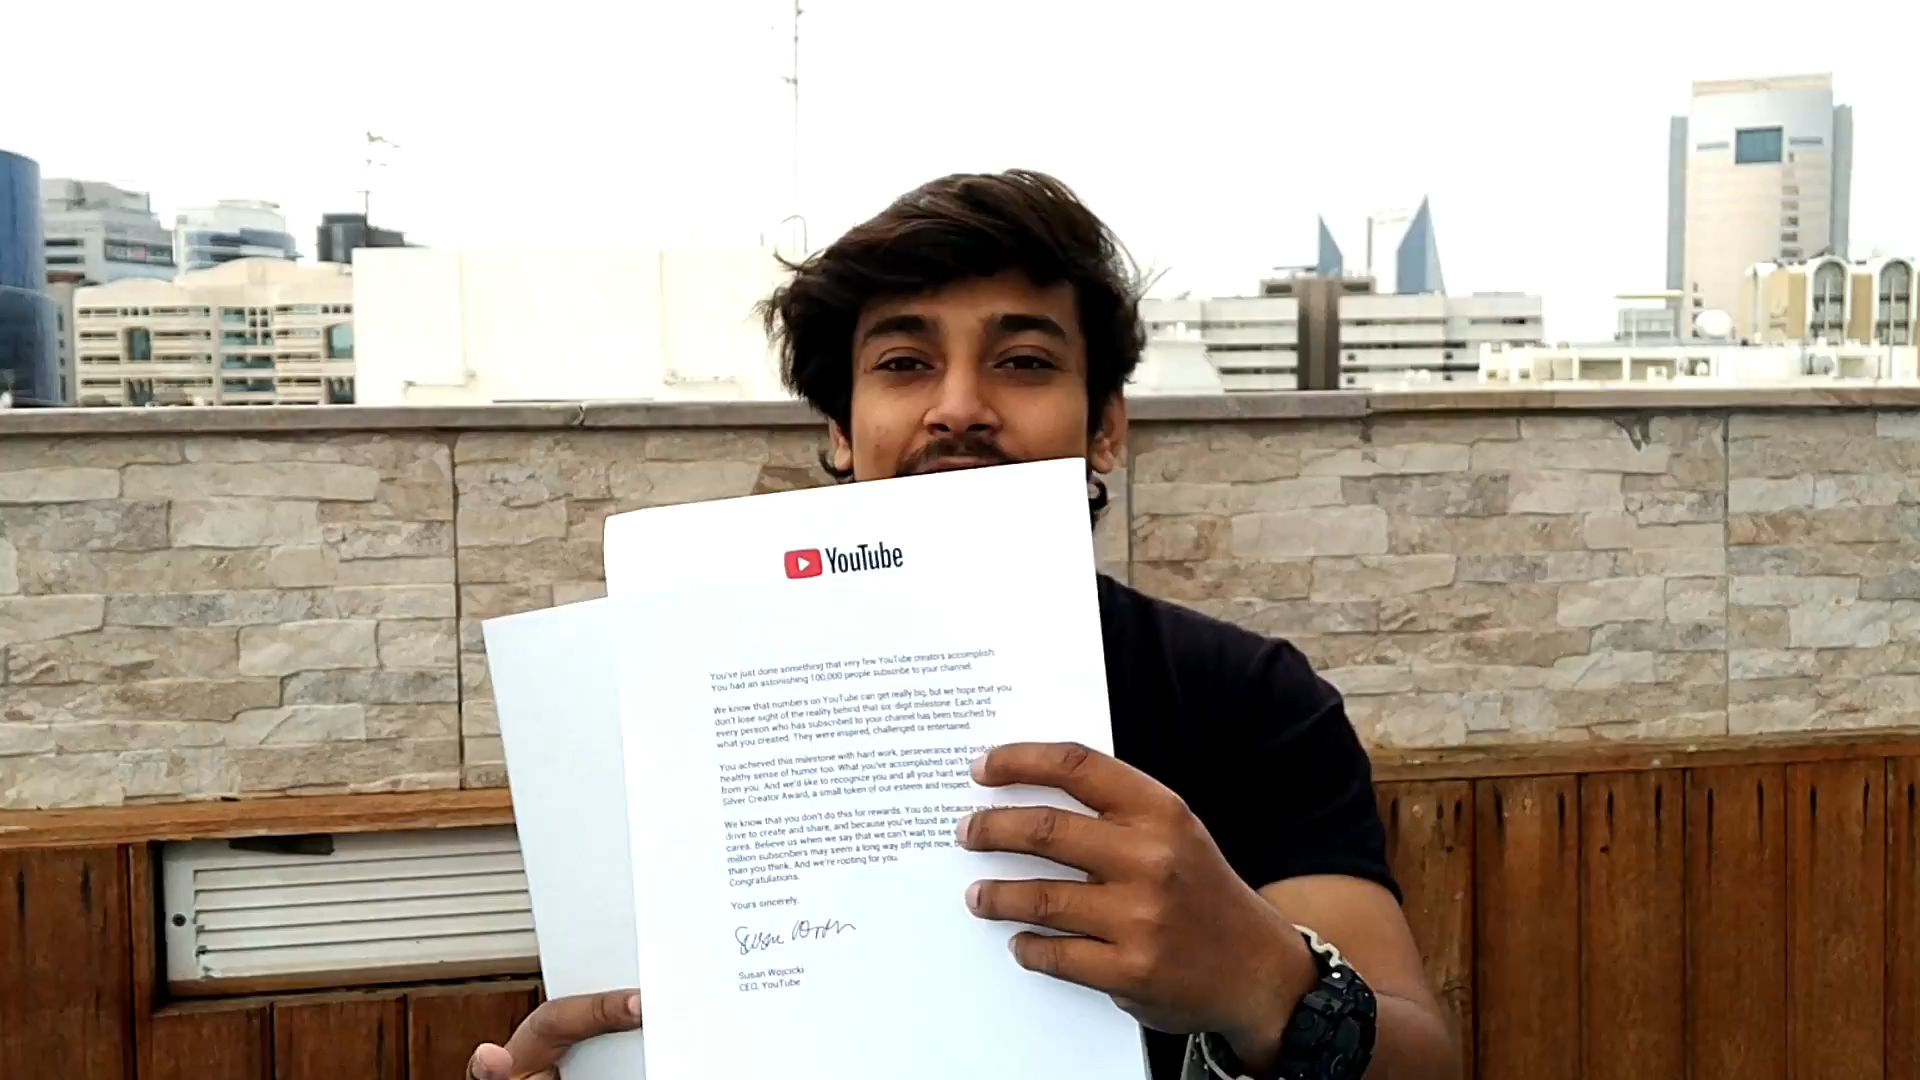 YouTube
You've just done something that very few YouTube creators accomplish.
You had an astonishing 100,000 people subscribe to your channel.
We know that numbers on YouTube can get really big, but we hope that you
don't lose sight of the reality behind that six-digit milestone. Each and
every person who has subscribed to your channel has been touched by
what you created. They were inspired, challenged or entertained.
You achieved this milestone with hard work, perseverance and
healthy sense of humor too. What you've accomplished can't
from you. And we'd like to recognize you and all your hard
Silver Creator Award, a small token of our esteem and respect.
We know that you don't do this for rewards. You do it because you
drive to create and share, and because you've found an
cares. Believe us when we say that we can't wait to see
million subscribers may seem a long way off right now,
than you think. And we're rooting for you.
Congratulations.
Yours sincerely,
Susan Wojcicki
CEO, YouTube